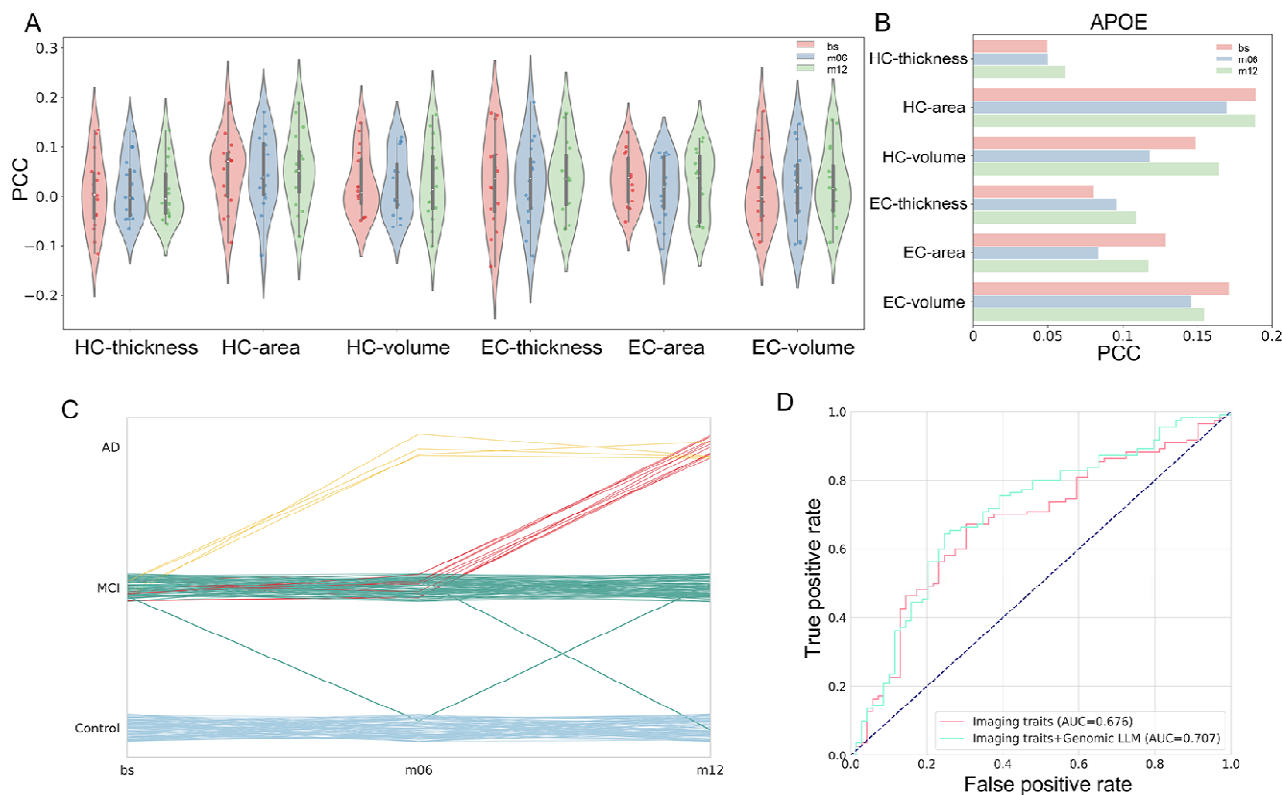 A
PCC
0.3
0.2
0.1
0.0
−0.1
−0.2
bs
m06
m12
HC-thickness
HC-area
HC-volume
EC-thickness
EC-area
EC-volume
B
APOE
HC-thickness
HC-area
HC-volume
EC-thickness
EC-area
EC-volume
bs
m06
m12
0
0.05
0.1
0.15
0.2
PCC
C
AD
MCI
Control
bs
m06
m12
D
True positive rate
1.0
0.8
0.6
0.4
0.2
0.0
Imaging traits (AUC=0.676)
Imaging traits+Genomic LLM (AUC=0.707)
0.0
0.2
0.4
0.6
0.8
1.0
False positive rate